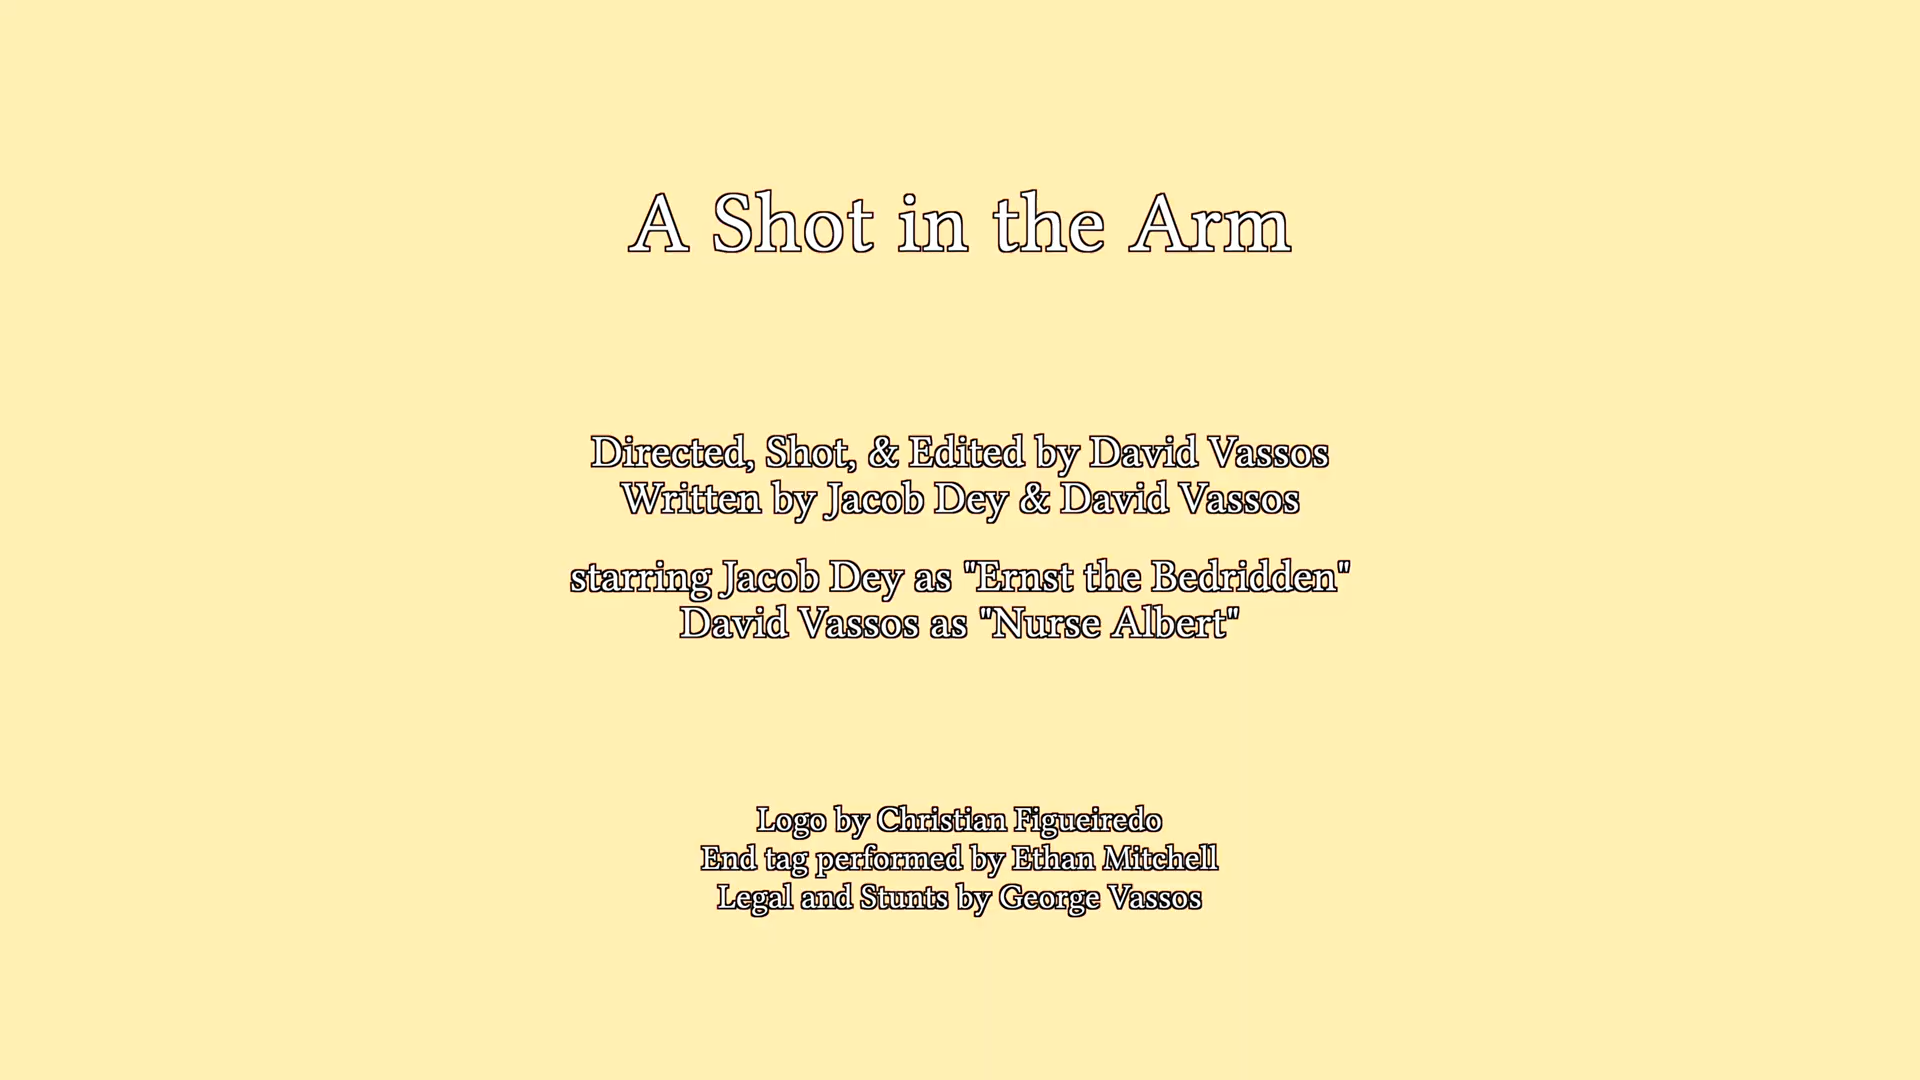 A Shot in the Arm
Directed, Shot, & Edited by David Vassos
Written by Jacob Dey & David Vassos
starring Jacob Dey as "Ernst the Bedridden"
David Vassos as "Nurse Albert"
Logo by Christian Figueiredo
End tag performed by Ethan Mitchell
Legal and Stunts by George Vassos